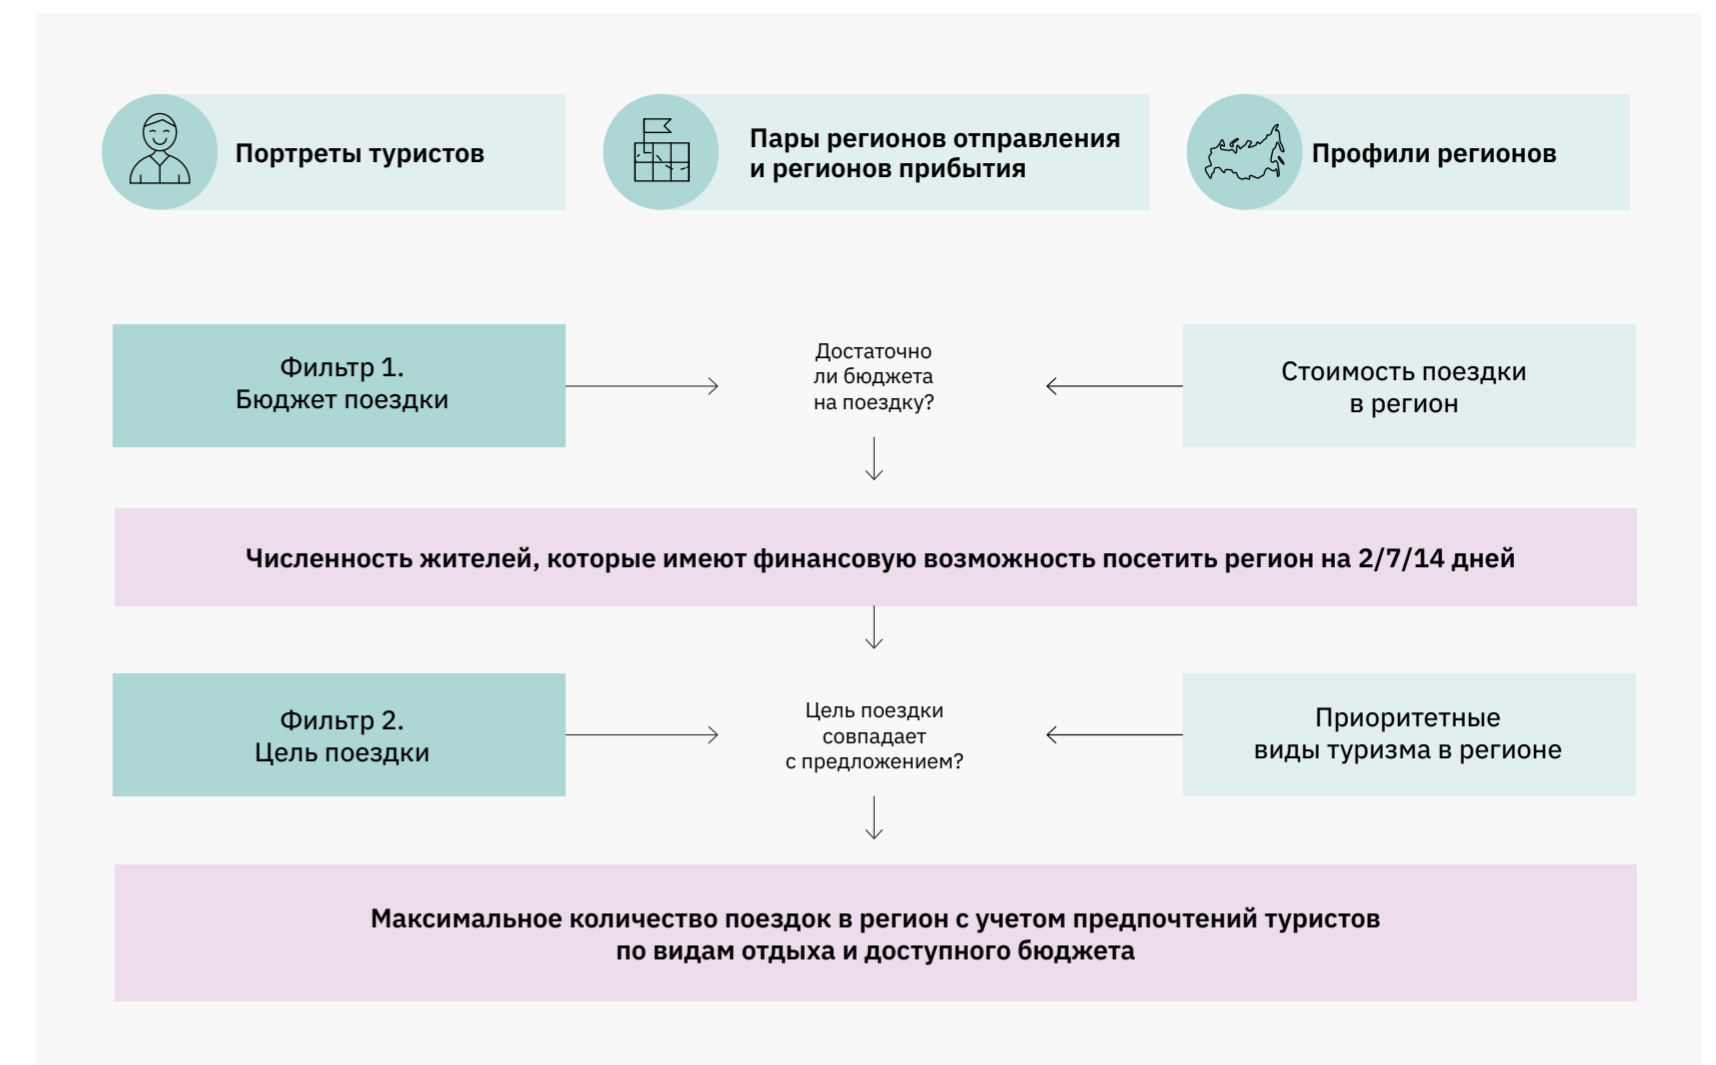 Портреты туристов
Пары регионов отправления
и регионов прибытия
Профили регионов
Фильтр 1.
Бюджет поездки
Достаточно
ли бюджета
на поездку?
Стоимость поездки
в регион
Численность жителей, которые имеют финансовую возможность посетить регион на 2/7/14 дней
Фильтр 2.
Цель поездки
Цель поездки
совпадает
с предложением?
Приоритетные
виды туризма в регионе
Максимальное количество поездок в регион с учетом предпочтений туристов
по видам отдыха и доступного бюджета